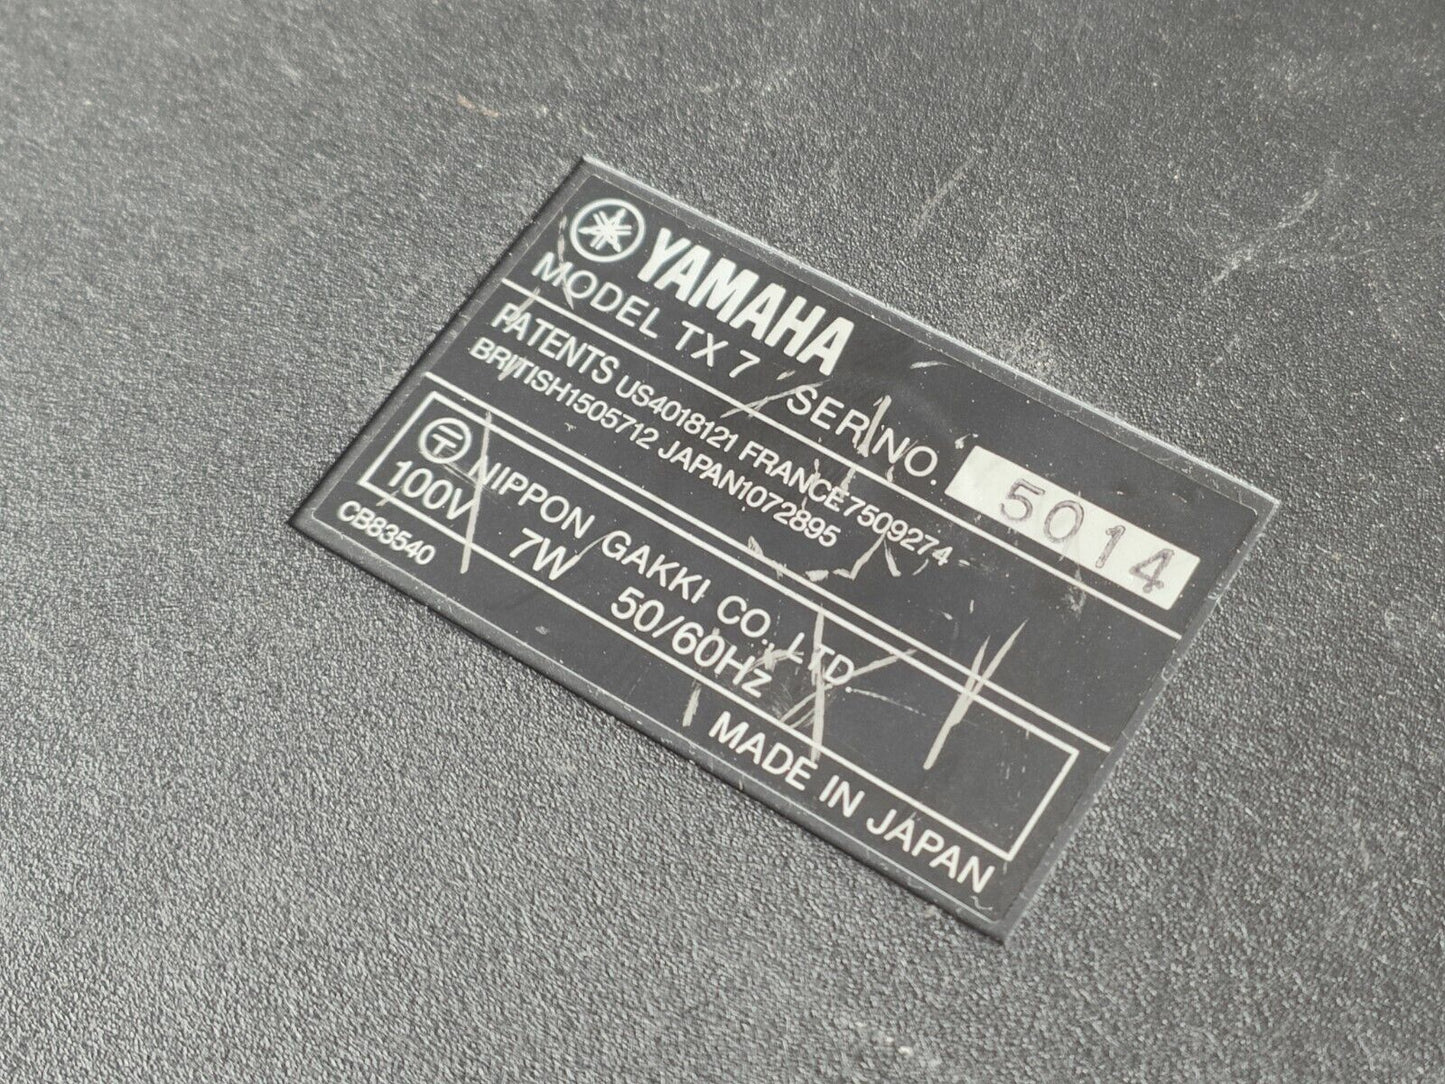 YAMAHA
MODEL TX 7 SER NO. 5014
PATENTS US4018121 FRANCE7509274
BRITISH1505712 JAPAN1072895
NIPPON GAKKI CO., LTD.
100V 7W 50/60Hz
CB83540 MADE IN JAPAN